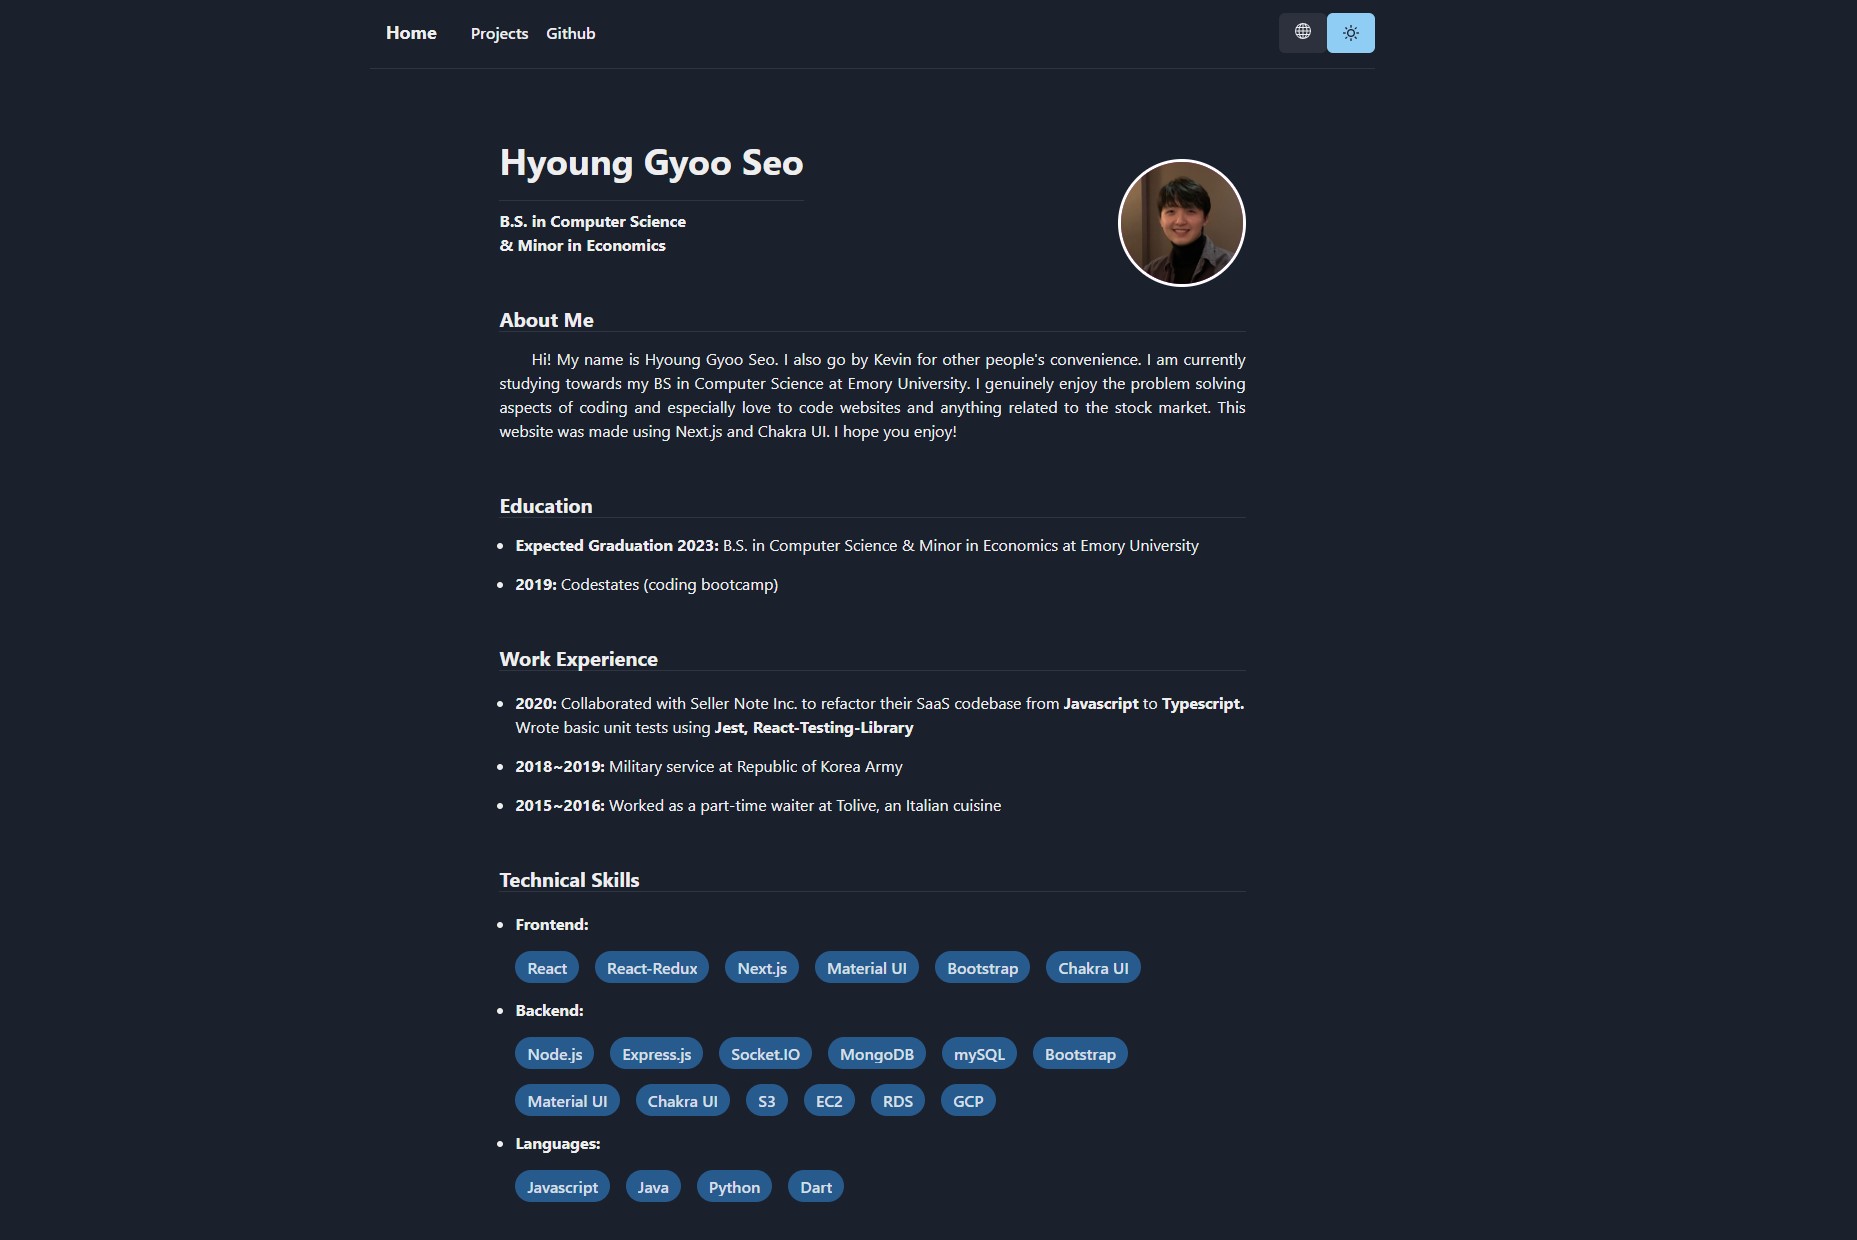 Home Projects Github
Hyoung Gyoo Seo
B.S. in Computer Science
& Minor in Economics
About Me
Hi! My name is Hyoung Gyoo Seo. I also go by Kevin for other people's convenience. I am currently
studying towards my BS in Computer Science at Emory University. I genuinely enjoy the problem solving
aspects of coding and especially love to code websites and anything related to the stock market. This
website was made using Next.js and Chakra UI. I hope you enjoy!
Education
• Expected Graduation 2023: B.S. in Computer Science & Minor in Economics at Emory University
• 2019: Codestates (coding bootcamp)
Work Experience
• 2020: Collaborated with Seller Note Inc. to refactor their SaaS codebase from Javascript to Typescript.
Wrote basic unit tests using Jest, React-Testing-Library
• 2018~2019: Military service at Republic of Korea Army
• 2015~2016: Worked as a part-time waiter at Tolive, an Italian cuisine
Technical Skills
• Frontend:
React React-Redux Next.js Material UI Bootstrap Chakra UI
• Backend:
Node.js Express.js Socket.IO MongoDB mySQL Bootstrap
Material UI Chakra UI S3 EC2 RDS GCP
• Languages:
Javascript Java Python Dart